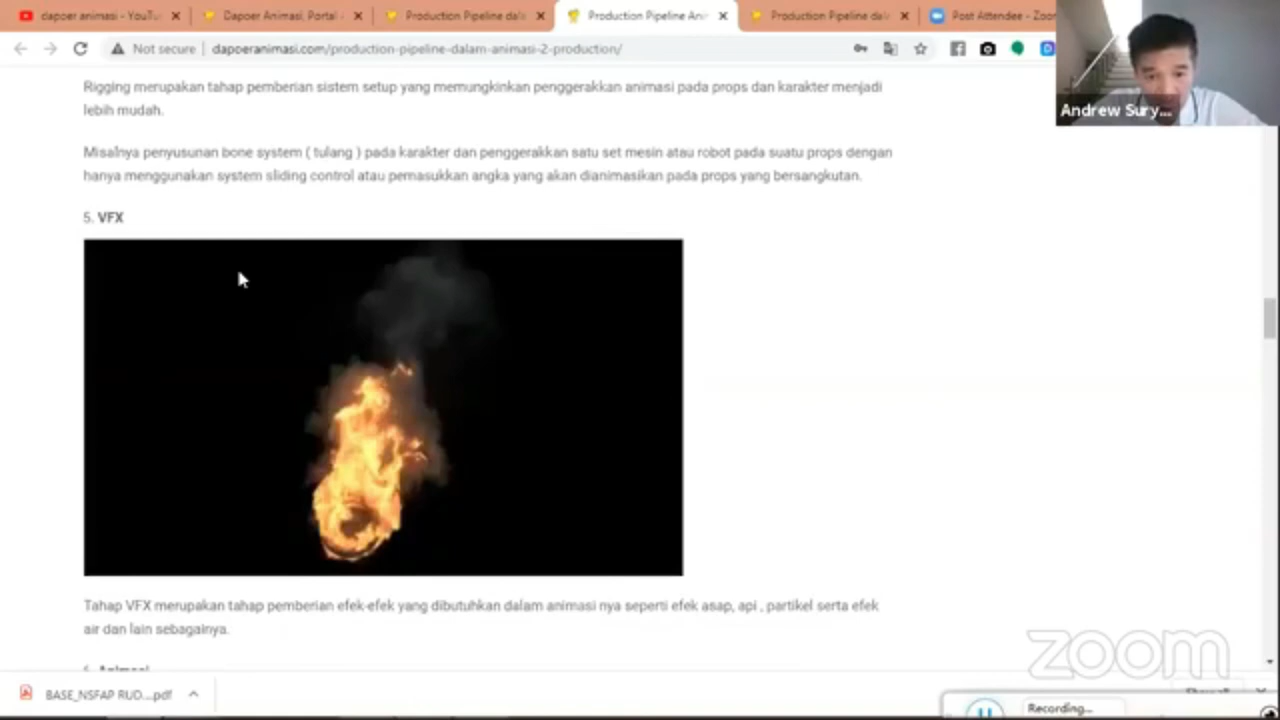 dapoer animasi - YouTu
Dapoer Animasi, Portal
Production Pipeline dala
Production Pipeline Ani
Production Pipeline dala
Post Attendee - Zoom
Not secure
dapoeranimasi.com/production-pipeline-dalam-animasi-2-production/
Andrew Sury...
Rigging merupakan tahap pemberian sistem setup yang memungkinkan penggerakkan animasi pada props dan karakter menjadi
lebih mudah.
Misalnya penyusunan bone system ( tulang ) pada karakter dan penggerakkan satu set mesin atau robot pada suatu props dengan
hanya menggunakan system sliding control atau pemasukkan angka yang akan dianimasikan pada props yang bersangkutan.
5. VFX
Tahap VFX merupakan tahap pemberian efek-efek yang dibutuhkan dalam animasi nya seperti efek asap, api , partikel serta efek
air dan lain sebagainya.
zoom
BASE_NSFAP RUD....pdf
Recording...